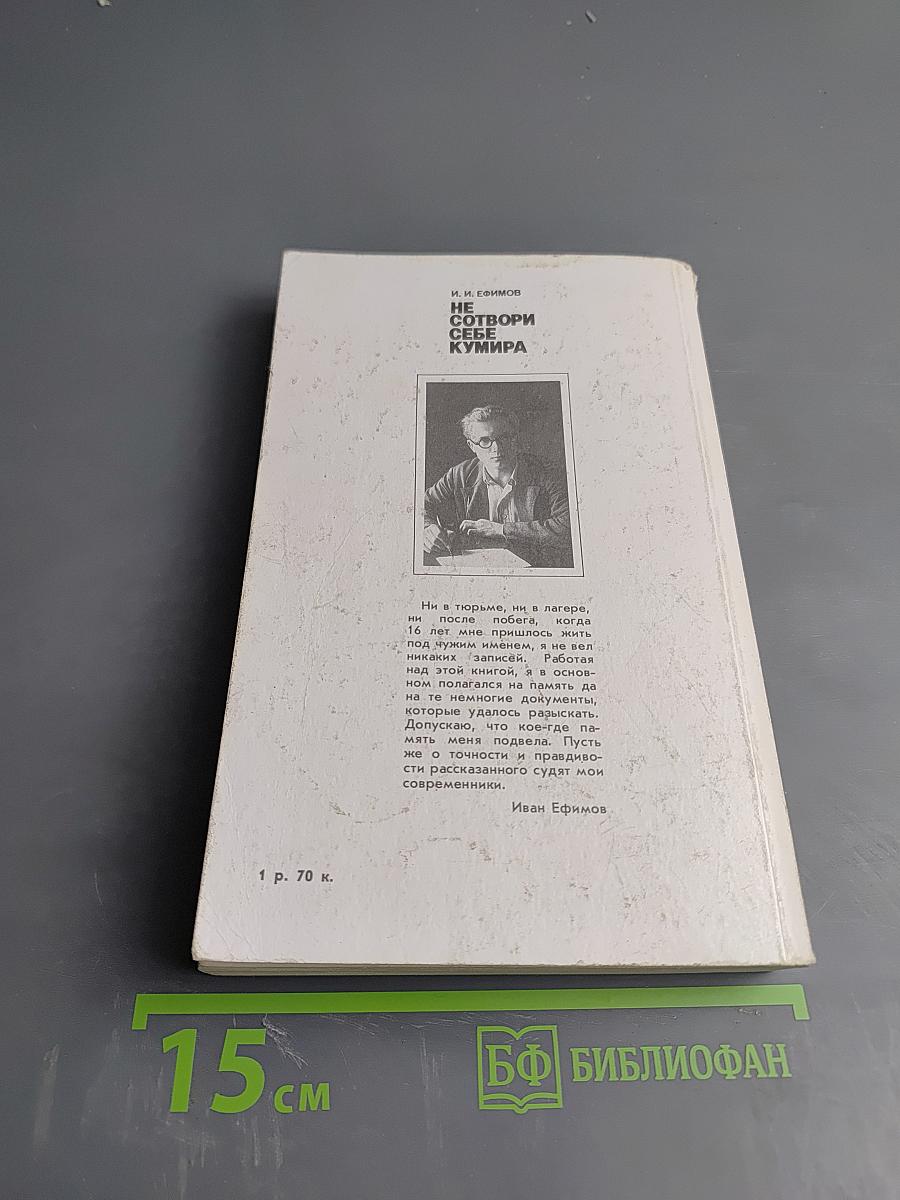 И. И. ЕФИМОВ
НЕ
СОТВОРИ
СЕБЕ
КУМИРА
Ни в тюрьме, ни в лагере,
ни после побега, когда
16 лет мне пришлось жить
под чужим именем, я не вел
никаких записей. Работая
над этой книгой, я в основ-
ном полагался на память да
на те немногие документы,
которые удалось разыскать.
Допускаю, что кое-где па-
мять меня подвела. Пусть
же о точности и правдиво-
сти рассказанного судят мои
современники.
Иван Ефимов
1 р. 70 к.
15 см
БФ БИБЛИОФАН